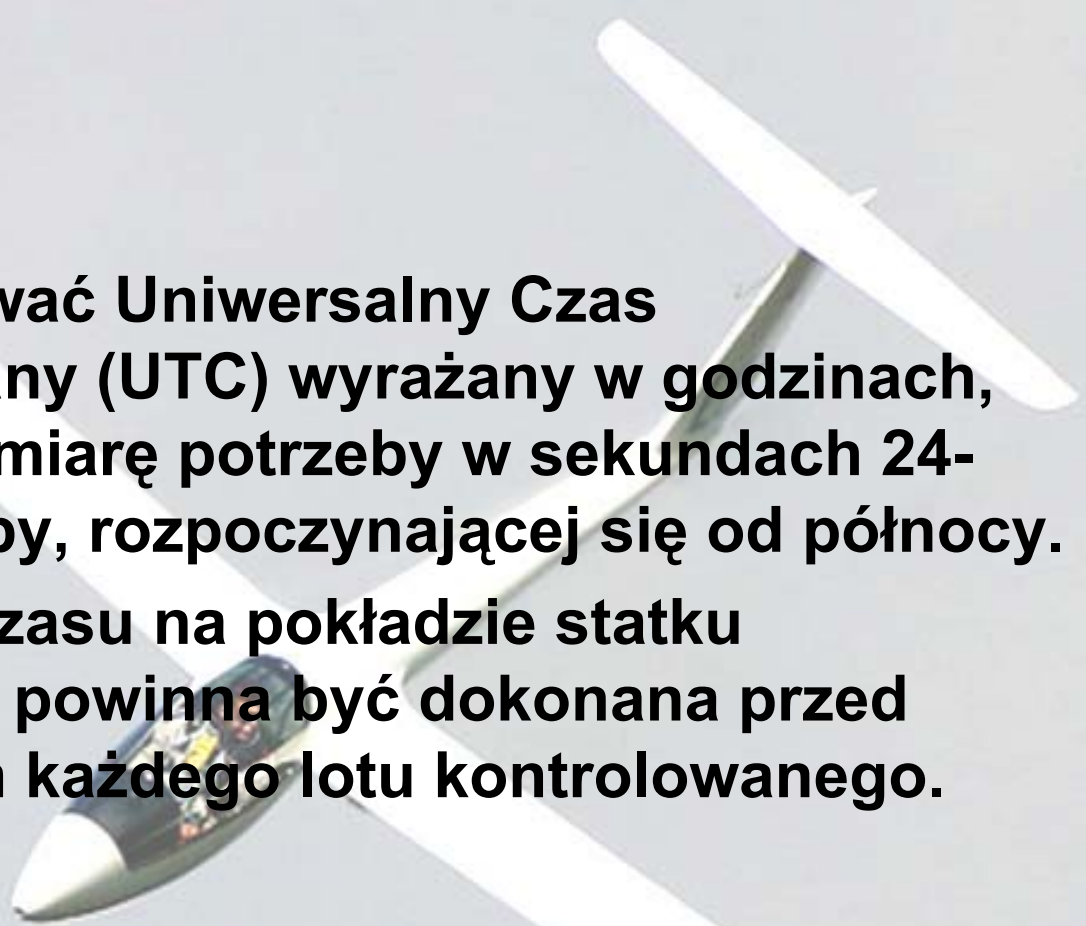 wać Uniwersalny Czas
ny (UTC) wyrażany w godzinach,
miarę potrzeby w sekundach 24-
by, rozpoczynającej się od północy.
zasu na pokładzie statku
powinna być dokonana przed
każdego lotu kontrolowanego.